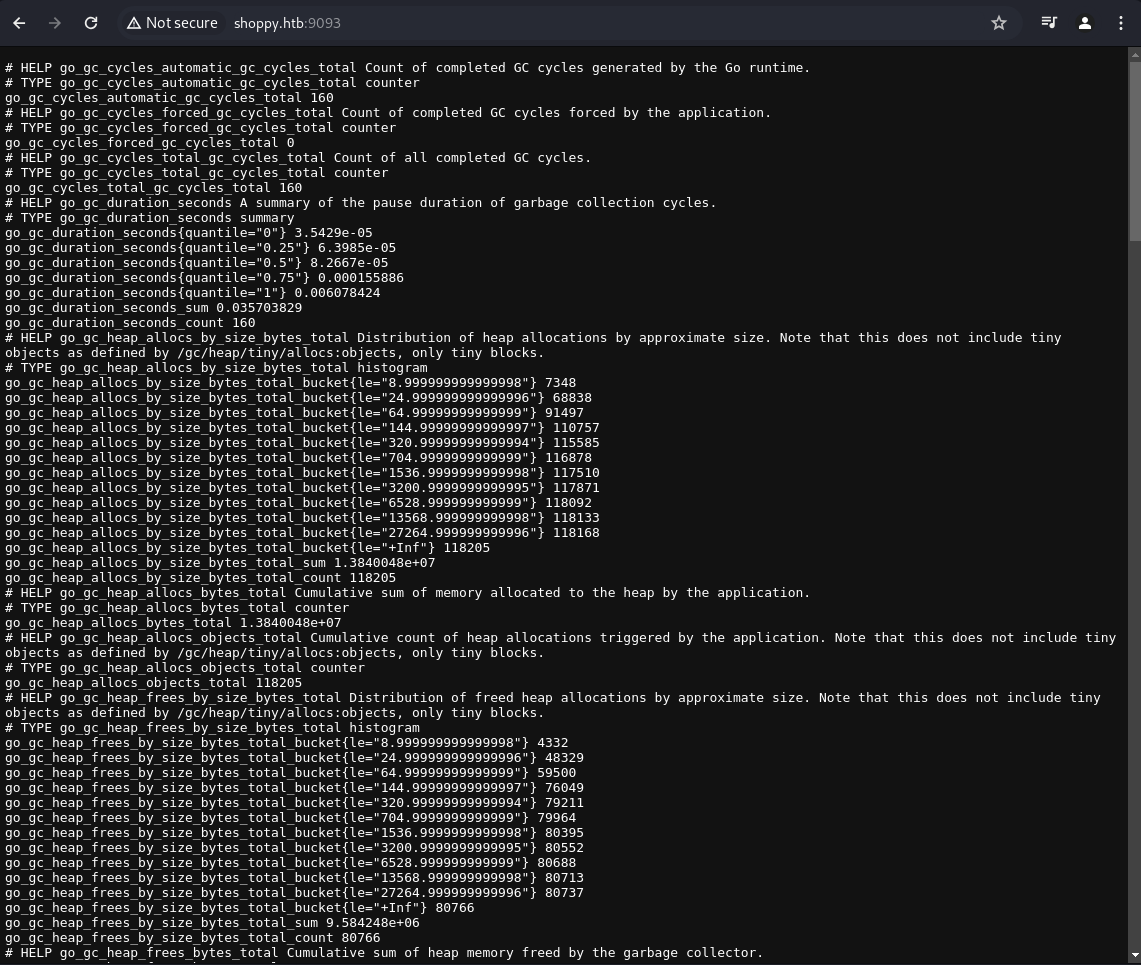 Not secure shoppy.htb:9093
# HELP go_gc_cycles_automatic_gc_cycles_total Count of completed GC cycles generated by the Go runtime.
# TYPE go_gc_cycles_automatic_gc_cycles_total counter
go_gc_cycles_automatic_gc_cycles_total 160
# HELP go_gc_cycles_forced_gc_cycles_total Count of completed GC cycles forced by the application.
# TYPE go_gc_cycles_forced_gc_cycles_total counter
go_gc_cycles_forced_gc_cycles_total 0
# HELP go_gc_cycles_total_gc_cycles_total Count of all completed GC cycles.
# TYPE go_gc_cycles_total_gc_cycles_total counter
go_gc_cycles_total_gc_cycles_total 160
# HELP go_gc_duration_seconds A summary of the pause duration of garbage collection cycles.
# TYPE go_gc_duration_seconds summary
go_gc_duration_seconds{quantile="0"} 3.5429e-05
go_gc_duration_seconds{quantile="0.25"} 6.3985e-05
go_gc_duration_seconds{quantile="0.5"} 8.2667e-05
go_gc_duration_seconds{quantile="0.75"} 0.000155886
go_gc_duration_seconds{quantile="1"} 0.006078424
go_gc_duration_seconds_sum 0.035703829
go_gc_duration_seconds_count 160
# HELP go_gc_heap_allocs_by_size_bytes_total Distribution of heap allocations by approximate size. Note that this does not include tiny
objects as defined by /gc/heap/tiny/allocs:objects, only tiny blocks.
# TYPE go_gc_heap_allocs_by_size_bytes_total histogram
go_gc_heap_allocs_by_size_bytes_total_bucket{le="8.999999999999998"} 7348
go_gc_heap_allocs_by_size_bytes_total_bucket{le="24.999999999999996"} 68838
go_gc_heap_allocs_by_size_bytes_total_bucket{le="64.99999999999999"} 91497
go_gc_heap_allocs_by_size_bytes_total_bucket{le="144.99999999999997"} 110757
go_gc_heap_allocs_by_size_bytes_total_bucket{le="320.99999999999994"} 115585
go_gc_heap_allocs_by_size_bytes_total_bucket{le="704.9999999999999"} 116878
go_gc_heap_allocs_by_size_bytes_total_bucket{le="1536.9999999999998"} 117510
go_gc_heap_allocs_by_size_bytes_total_bucket{le="3200.9999999999995"} 117871
go_gc_heap_allocs_by_size_bytes_total_bucket{le="6528.999999999999"} 118092
go_gc_heap_allocs_by_size_bytes_total_bucket{le="13568.999999999998"} 118133
go_gc_heap_allocs_by_size_bytes_total_bucket{le="27264.999999999996"} 118168
go_gc_heap_allocs_by_size_bytes_total_bucket{le="+Inf"} 118205
go_gc_heap_allocs_by_size_bytes_total_sum 1.3840048e+07
go_gc_heap_allocs_by_size_bytes_total_count 118205
# HELP go_gc_heap_allocs_bytes_total Cumulative sum of memory allocated to the heap by the application.
# TYPE go_gc_heap_allocs_bytes_total counter
go_gc_heap_allocs_bytes_total 1.3840048e+07
# HELP go_gc_heap_allocs_objects_total Cumulative count of heap allocations triggered by the application. Note that this does not include tiny
objects as defined by /gc/heap/tiny/allocs:objects, only tiny blocks.
# TYPE go_gc_heap_allocs_objects_total counter
go_gc_heap_allocs_objects_total 118205
# HELP go_gc_heap_frees_by_size_bytes_total Distribution of freed heap allocations by approximate size. Note that this does not include tiny
objects as defined by /gc/heap/tiny/allocs:objects, only tiny blocks.
# TYPE go_gc_heap_frees_by_size_bytes_total histogram
go_gc_heap_frees_by_size_bytes_total_bucket{le="8.999999999999998"} 4332
go_gc_heap_frees_by_size_bytes_total_bucket{le="24.999999999999996"} 48329
go_gc_heap_frees_by_size_bytes_total_bucket{le="64.99999999999999"} 59500
go_gc_heap_frees_by_size_bytes_total_bucket{le="144.99999999999997"} 76049
go_gc_heap_frees_by_size_bytes_total_bucket{le="320.99999999999994"} 79211
go_gc_heap_frees_by_size_bytes_total_bucket{le="704.9999999999999"} 79964
go_gc_heap_frees_by_size_bytes_total_bucket{le="1536.9999999999998"} 80395
go_gc_heap_frees_by_size_bytes_total_bucket{le="3200.9999999999995"} 80552
go_gc_heap_frees_by_size_bytes_total_bucket{le="6528.999999999999"} 80688
go_gc_heap_frees_by_size_bytes_total_bucket{le="13568.999999999998"} 80713
go_gc_heap_frees_by_size_bytes_total_bucket{le="27264.999999999996"} 80737
go_gc_heap_frees_by_size_bytes_total_bucket{le="+Inf"} 80766
go_gc_heap_frees_by_size_bytes_total_sum 9.584248e+06
go_gc_heap_frees_by_size_bytes_total_count 80766
# HELP go_gc_heap_frees_bytes_total Cumulative sum of heap memory freed by the garbage collector.